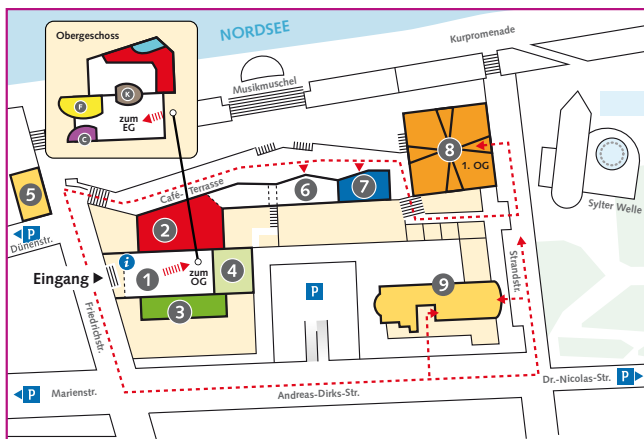 Obergeschoss
NORDSEE
Kurpromenade
Musikmuschel
K
F
zum
EG
C
8
1. OG
Café-Terrasse
6
7
5
Sylter Welle
P
Dünenstr.
2
i
Eingang
1
zum
OG
4
P
9
Strandstr.
3
Friedrichstr.
P
Marienstr.
Andreas-Dirks-Str.
Dr.-Nicolas-Str.
P